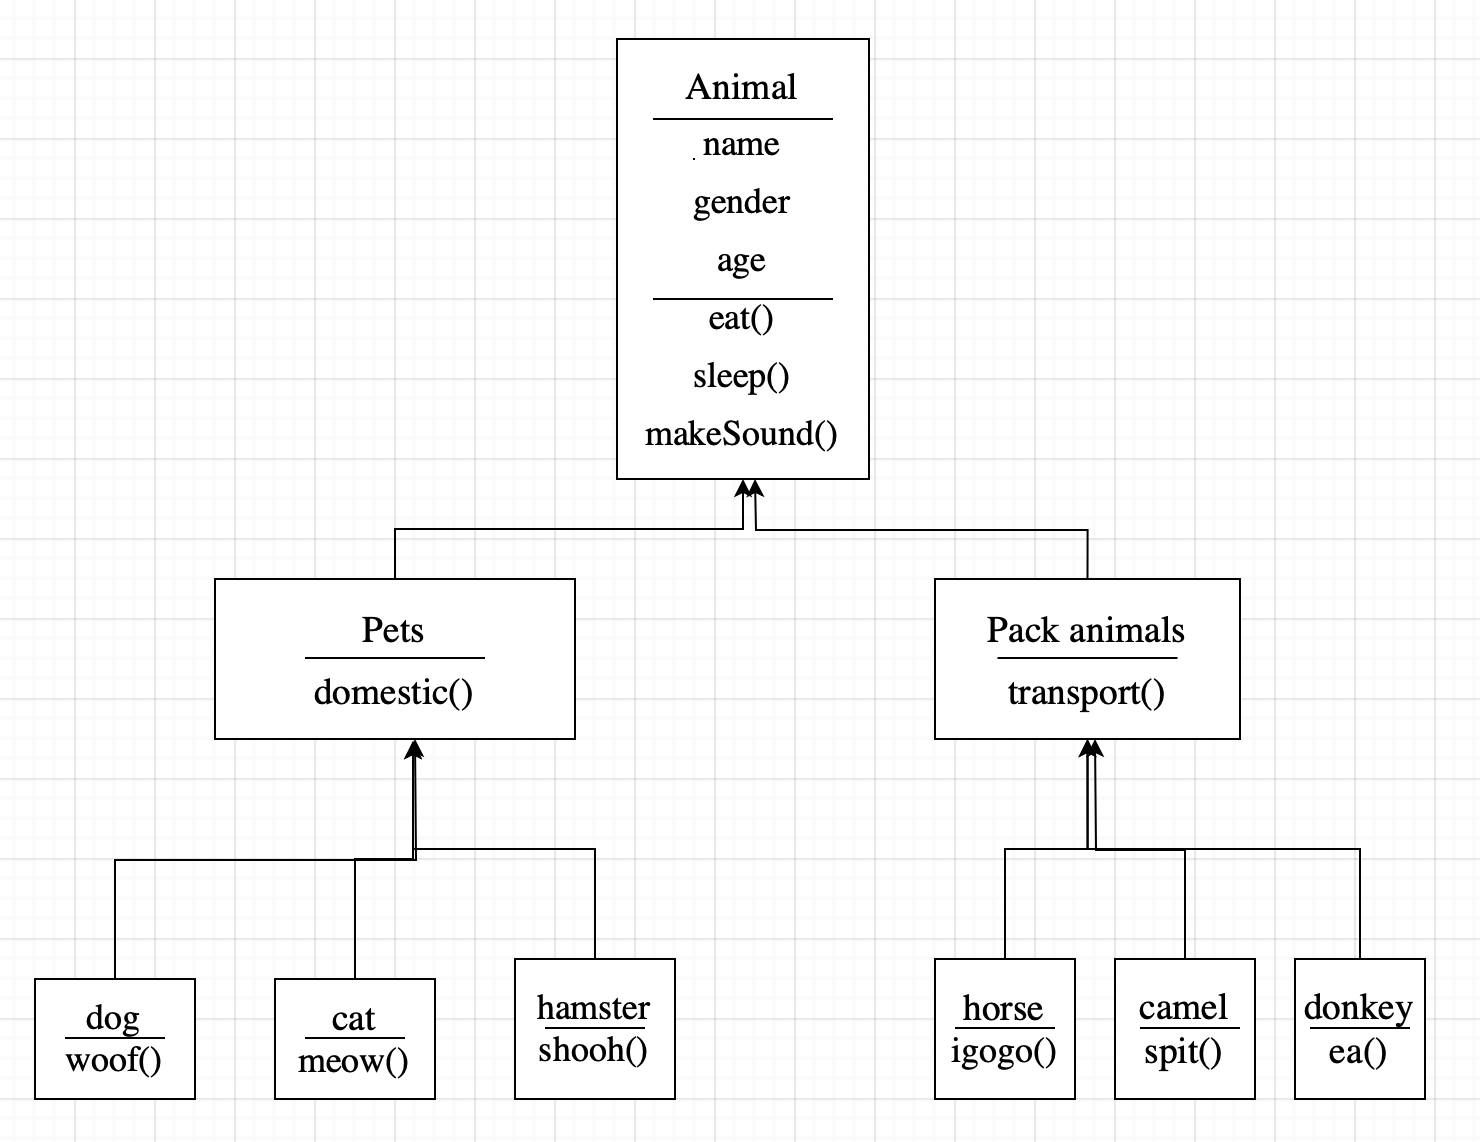 Animal
name
gender
age
eat()
sleep()
makeSound()
Pets
domestic()
Pack animals
transport()
dog
woof()
cat
meow()
hamster
shooh()
horse
igogo()
camel
spit()
donkey
ea()